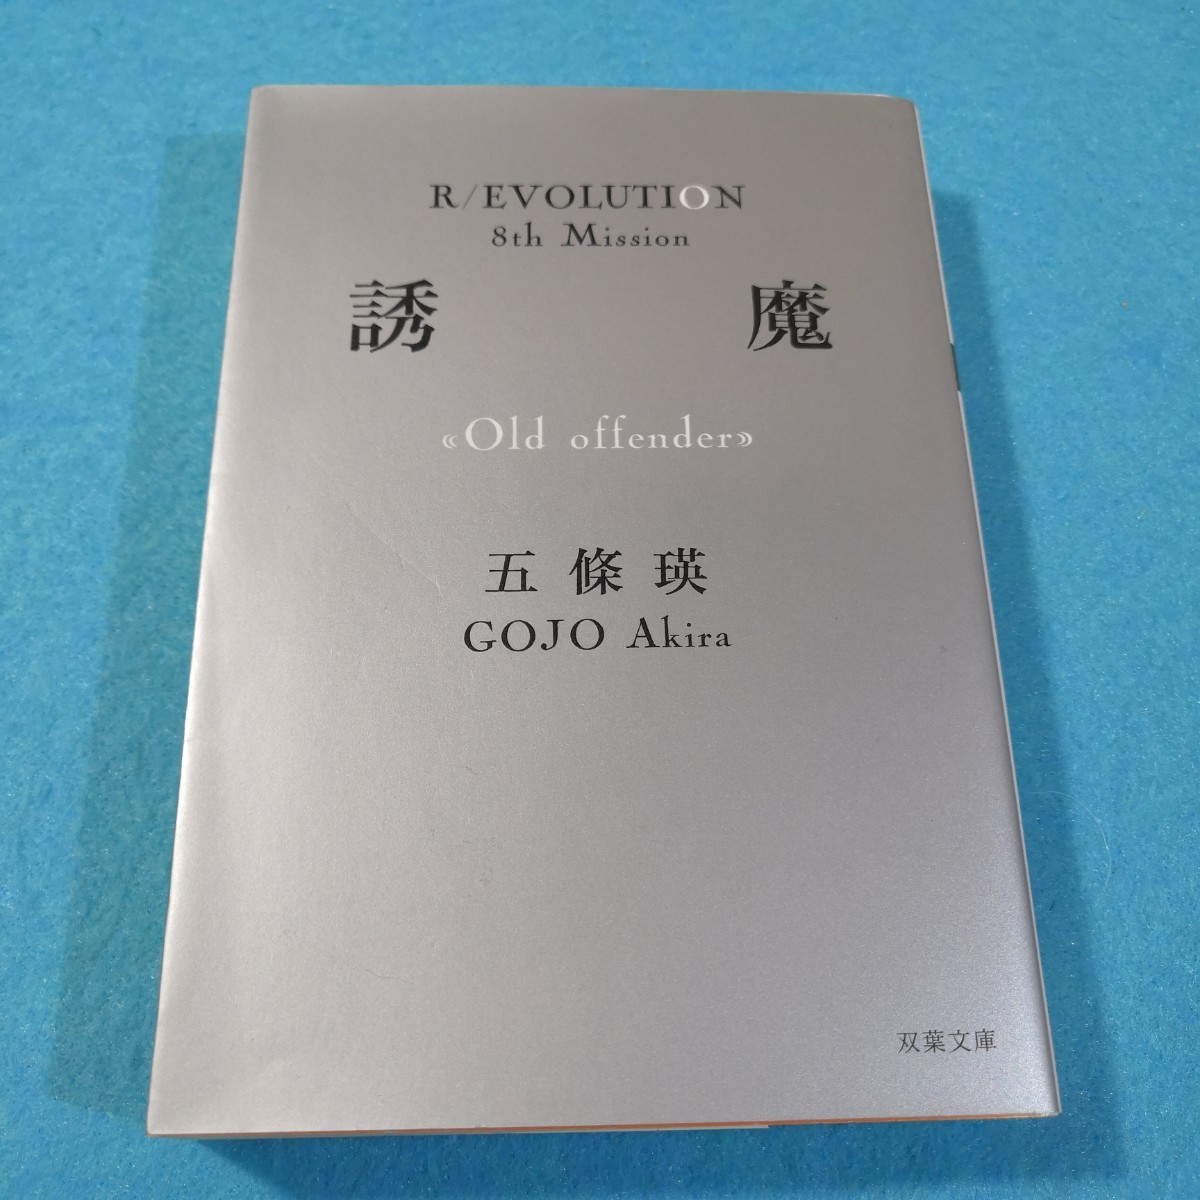 R/EVOLUTION
8th Mission
誘 魔
«Old offender»
五條瑛
GOJO Akira
双葉文庫